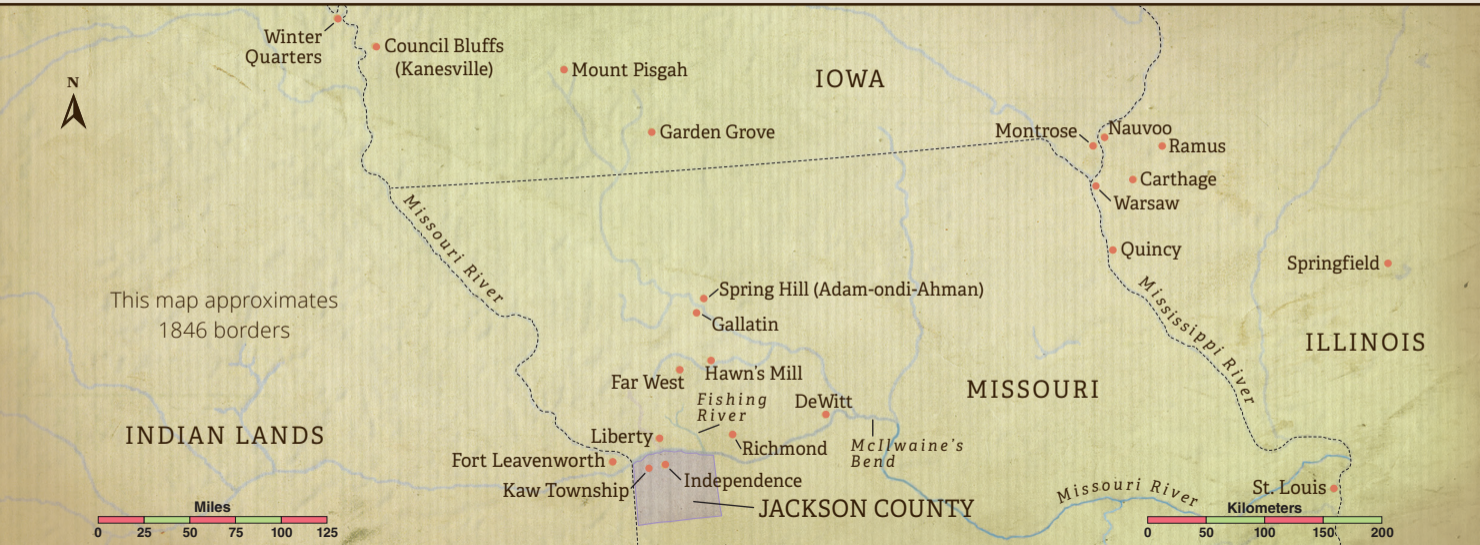 Winter
Quarters
Council Bluffs
(Kanesville)
Mount Pisgah
IOWA
N
Garden Grove
Montrose
Nauvoo
Ramus
Carthage
Warsaw
Missouri River
Quincy
Springfield
This map approximates
1846 borders
Spring Hill (Adam-ondi-Ahman)
Gallatin
Mississippi River
ILLINOIS
Hawn's Mill
Far West
MISSOURI
Fishing
River
DeWitt
INDIAN LANDS
Liberty
Richmond
McIlwaine's
Bend
Fort Leavenworth
Independence
Kaw Township
JACKSON COUNTY
Missouri River
St. Louis
Miles
0 25 50 75 100 125
Kilometers
0 50 100 150 200